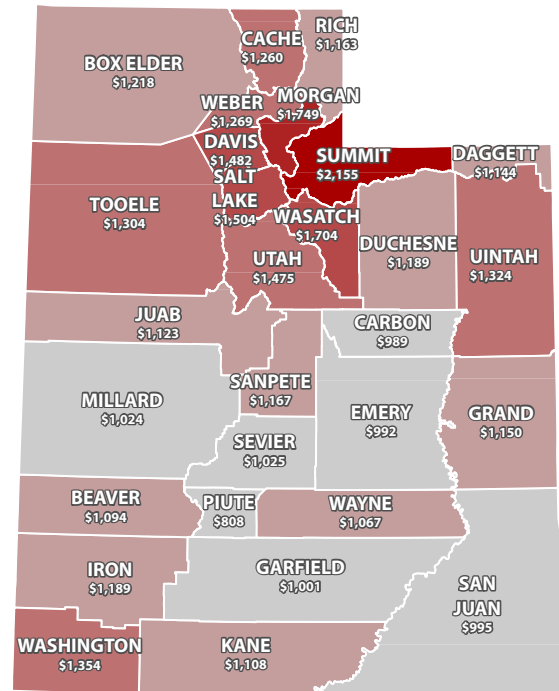 RICH
$1,163
CACHE
$1,260
BOX ELDER
$1,218
WEBER
$1,269
MORGAN
$1,749
DAVIS
$1,482
SUMMIT
$2,155
DAGGETT
$1,144
SALT
LAKE
$1,504
TOOELE
$1,304
WASATCH
$1,704
DUCHESNE
$1,189
UINTAH
$1,324
UTAH
$1,475
JUAB
$1,123
CARBON
$989
SANPETE
$1,167
MILLARD
$1,024
EMERY
$992
GRAND
$1,150
SEVIER
$1,025
BEAVER
$1,094
PIUTE
$808
WAYNE
$1,067
IRON
$1,189
GARFIELD
$1,001
SAN
JUAN
$995
WASHINGTON
$1,354
KANE
$1,108